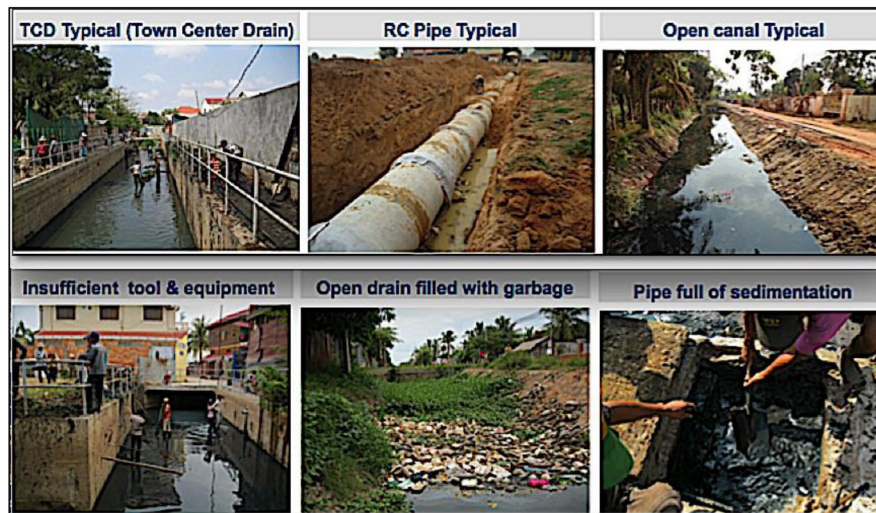 TCD Typical (Town Center Drain)
RC Pipe Typical
Open canal Typical
Insufficient tool & equipment
Open drain filled with garbage
Pipe full of sedimentation